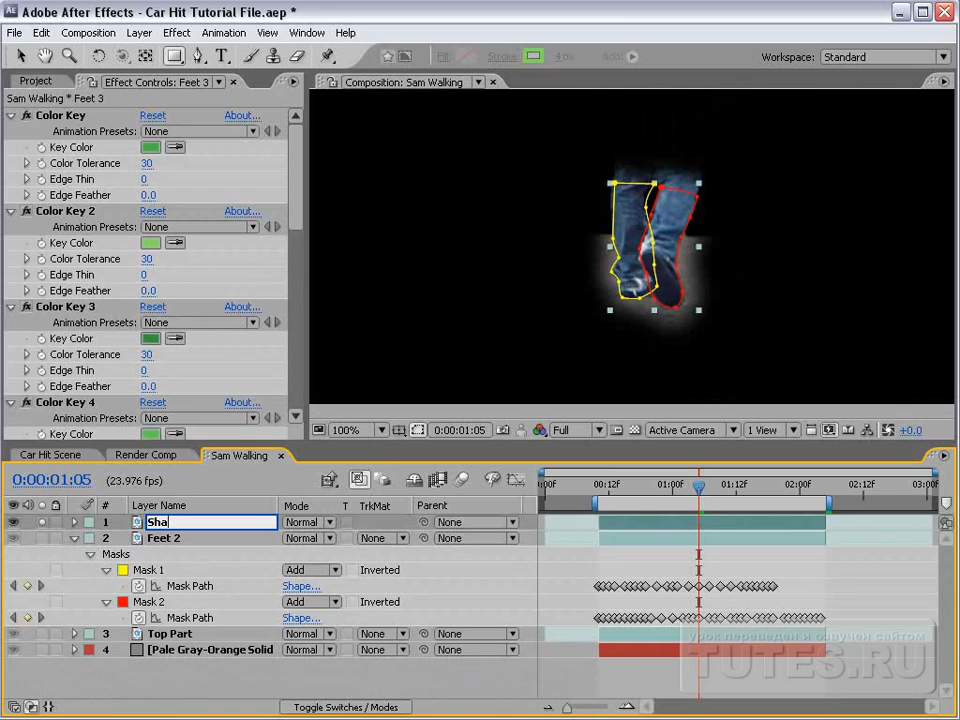 Adobe After Effects - Car Hit Tutorial File.aep *
File Edit Composition Layer Effect Animation View Window Help
Fill Stroke 4 px Add: Workspace: Standard
Project Effect Controls: Feet 3 Composition: Sam Walking
Sam Walking * Feet 3
Color Key Reset About...
Animation Presets: None
Key Color
Color Tolerance 30
Edge Thin 0
Edge Feather 0.0
Color Key 2 Reset About...
Animation Presets: None
Key Color
Color Tolerance 30
Edge Thin 0
Edge Feather 0.0
Color Key 3 Reset About...
Animation Presets: None
Key Color
Color Tolerance 30
Edge Thin 0
Edge Feather 0.0
Color Key 4 Reset About...
Animation Presets: None
Key Color
100% 0:00:01:05 Full Active Camera 1 View +0.0
Car Hit Scene Render Comp Sam Walking
0:00:01:05 (23.976 fps) :00F 00:12F 01:00F 01:12F 02:00F 02:12F 03:00F
# Layer Name Mode T TrkMat Parent
1 Sha Normal None
2 Feet 2 Normal None None
Masks
Mask 1 Add Inverted
Mask Path Shape...
Mask 2 Add Inverted
Mask Path Shape...
3 Top Part Normal None None
4 [Pale Gray-Orange Solid Normal None None
урок переведен и озвучен сайтом
TUTES.RU
Toggle Switches / Modes